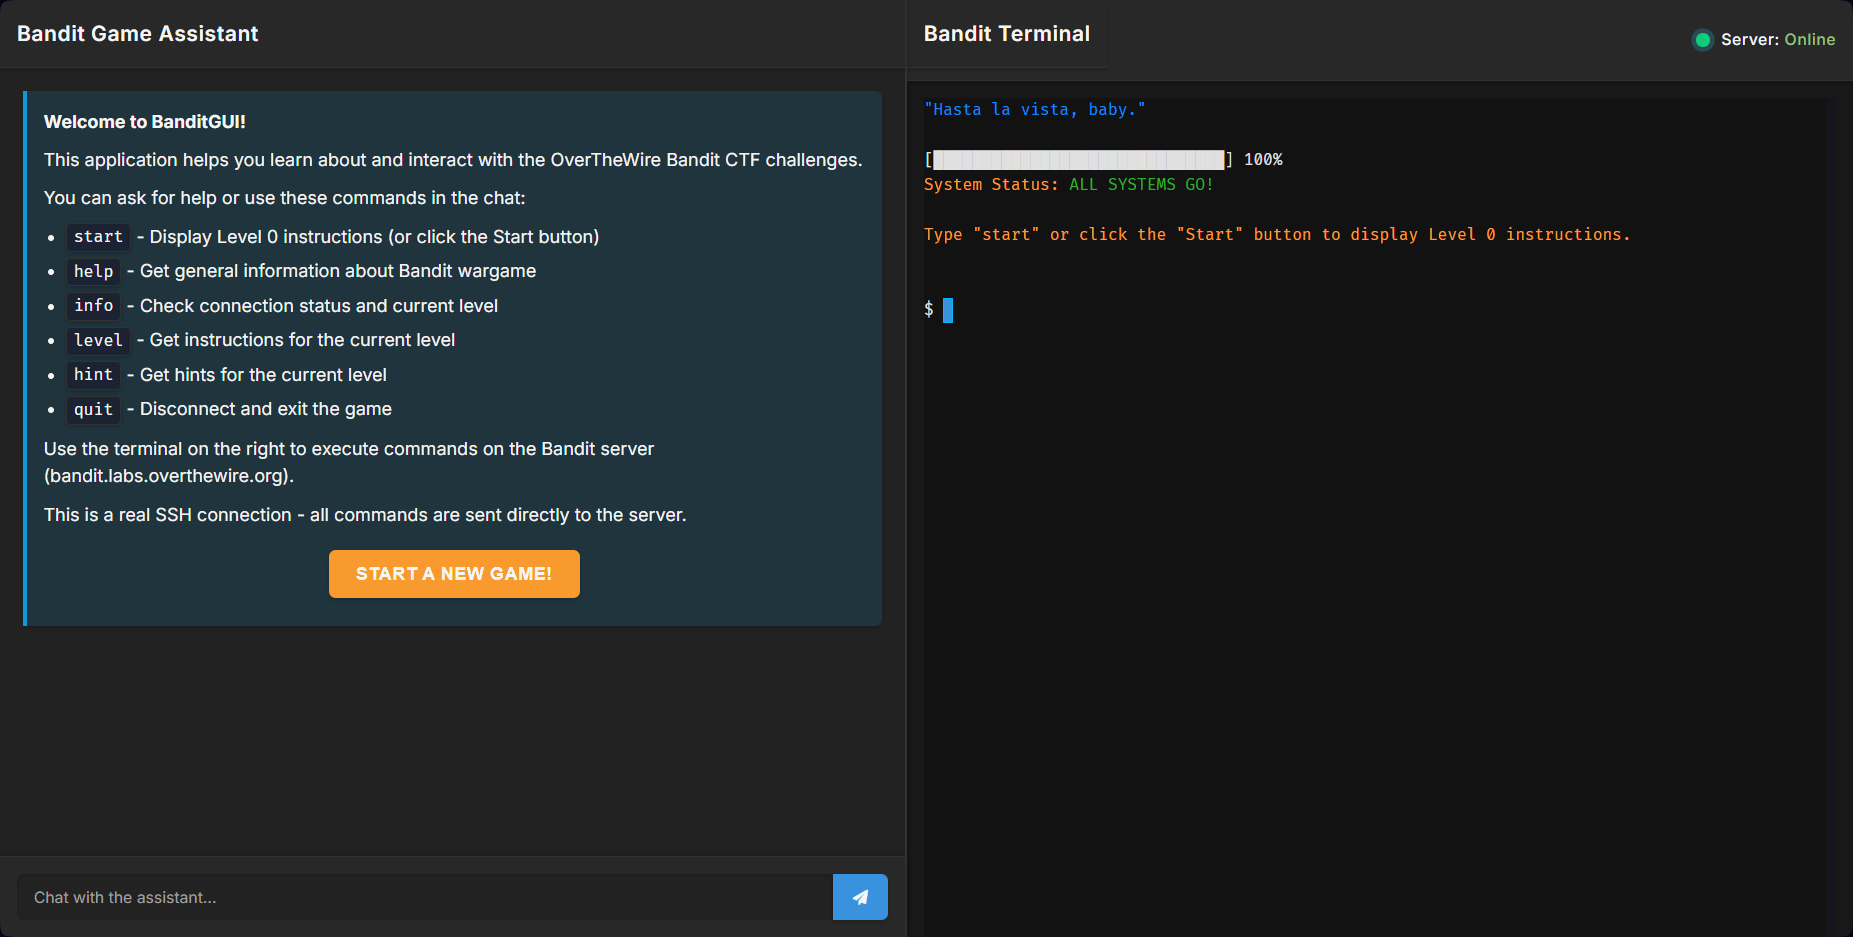 Bandit Game Assistant
Welcome to BanditGUI!
This application helps you learn about and interact with the OverTheWire Bandit CTF challenges.
You can ask for help or use these commands in the chat:
• start - Display Level 0 instructions (or click the Start button)
• help - Get general information about Bandit wargame
• info - Check connection status and current level
• level - Get instructions for the current level
• hint - Get hints for the current level
• quit - Disconnect and exit the game
Use the terminal on the right to execute commands on the Bandit server
(bandit.labs.overthewire.org).
This is a real SSH connection - all commands are sent directly to the server.
START A NEW GAME!
Chat with the assistant...
Bandit Terminal
Server: Online
"Hasta la vista, baby."
[██████████████████████████████] 100%
System Status: ALL SYSTEMS GO!
Type "start" or click the "Start" button to display Level 0 instructions.
$